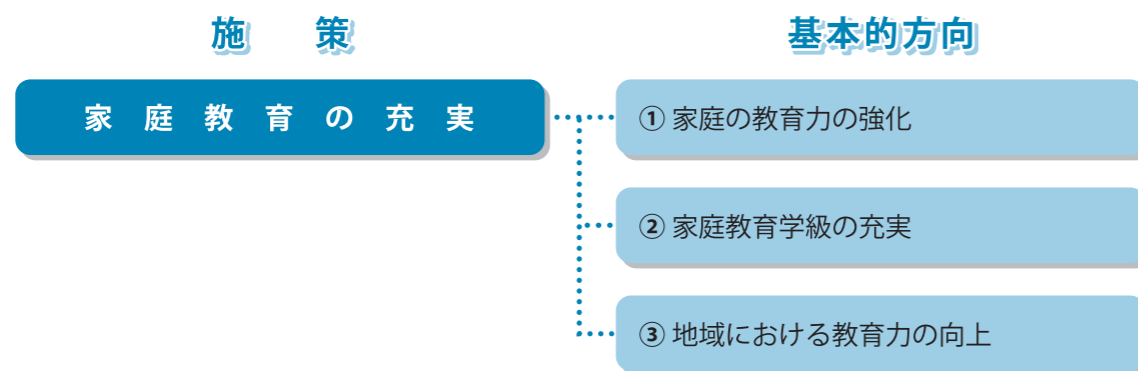 施策
基本的方向
家庭教育の充実
① 家庭の教育力の強化
② 家庭教育学級の充実
③ 地域における教育力の向上